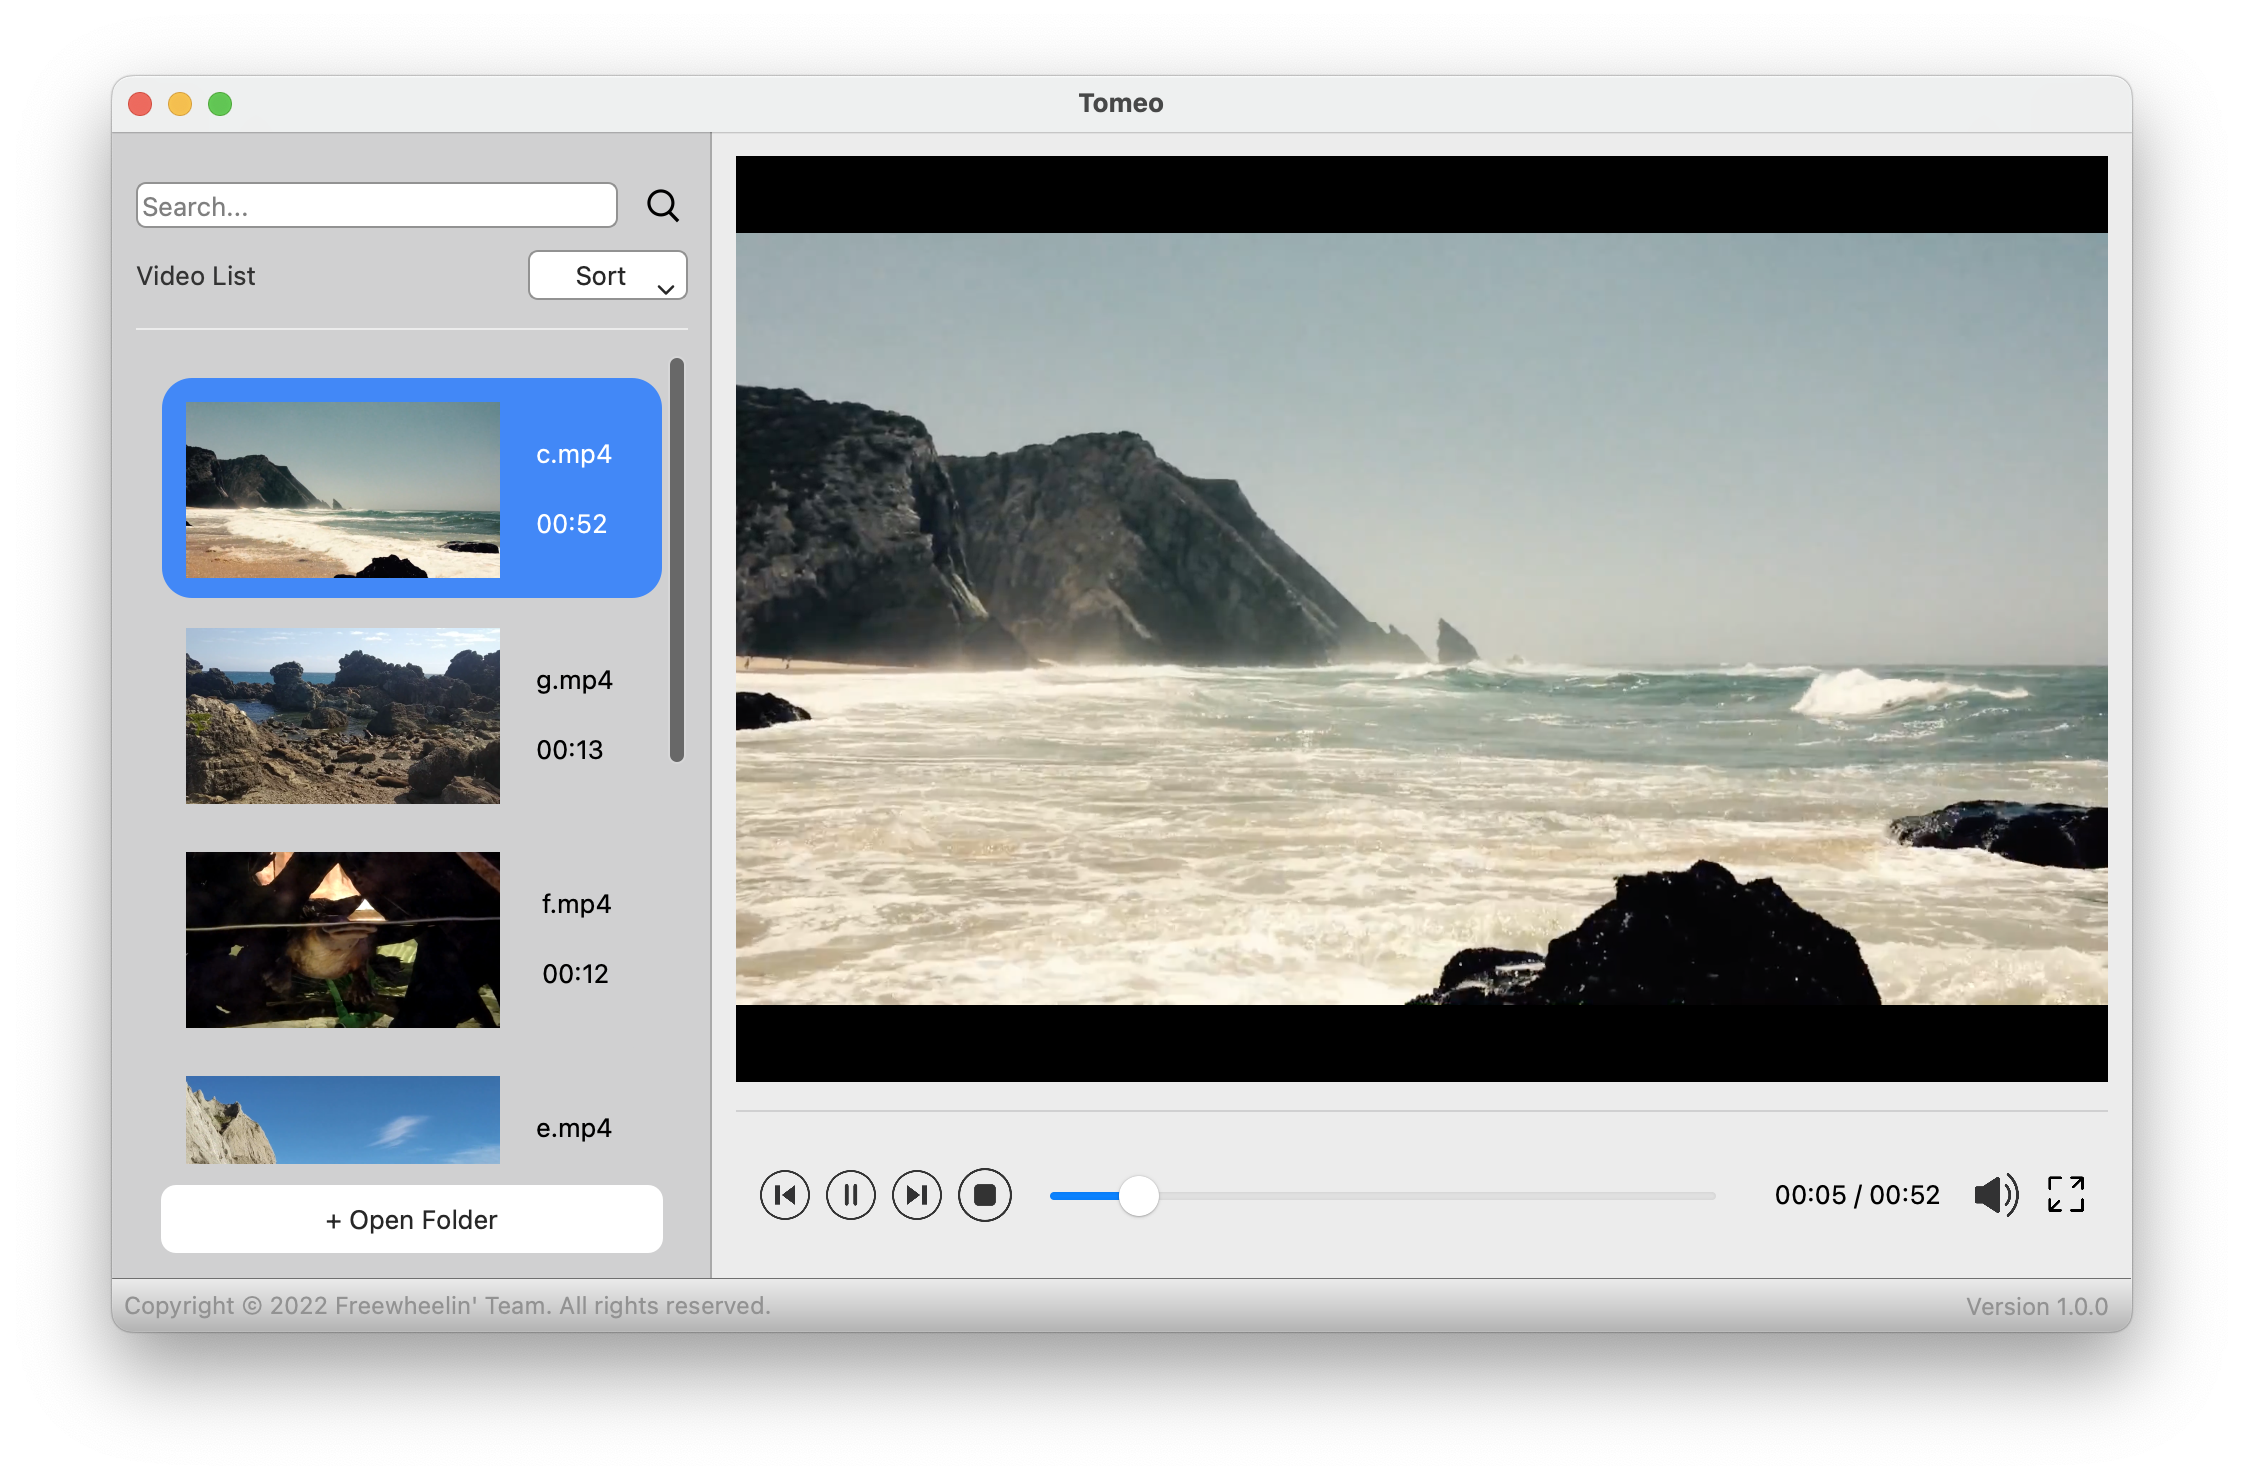 Tomeo
Search...
Video List
Sort
c.mp4
00:52
g.mp4
00:13
f.mp4
00:12
e.mp4
+ Open Folder
00:05 / 00:52
Copyright © 2022 Freewheelin' Team. All rights reserved.
Version 1.0.0